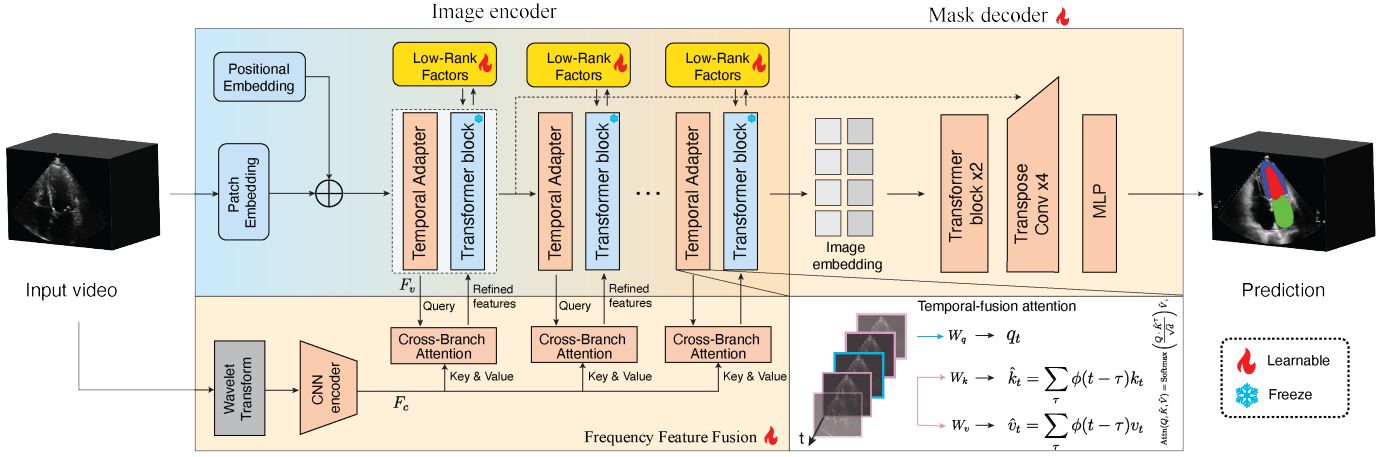 Image encoder
Mask decoder
Low-Rank
Factors
Low-Rank
Factors
Low-Rank
Factors
Positional
Embedding
Patch
Embedding
Temporal Adapter
Transformer block
Temporal Adapter
Transformer block
...
Temporal Adapter
Transformer block
Image
embedding
Transformer
block x2
Transpose
Conv x4
MLP
Input video
Prediction
F_v
Query
Refined
features
Query
Refined
features
Cross-Branch
Attention
Cross-Branch
Attention
Cross-Branch
Attention
Key & Value
Key & Value
Key & Value
Wavelet
Transform
CNN
encoder
F_c
Frequency Feature Fusion
Temporal-fusion attention
W_q → q_t
W_k → k̂_t = ∑_τ ϕ(t − τ)k_t
W_v → v̂_t = ∑_τ ϕ(t − τ)v_t
t
Attn(Q, K̂, V̂) = Softmax (Q · K̂^T / √d) V̂,
Learnable
Freeze